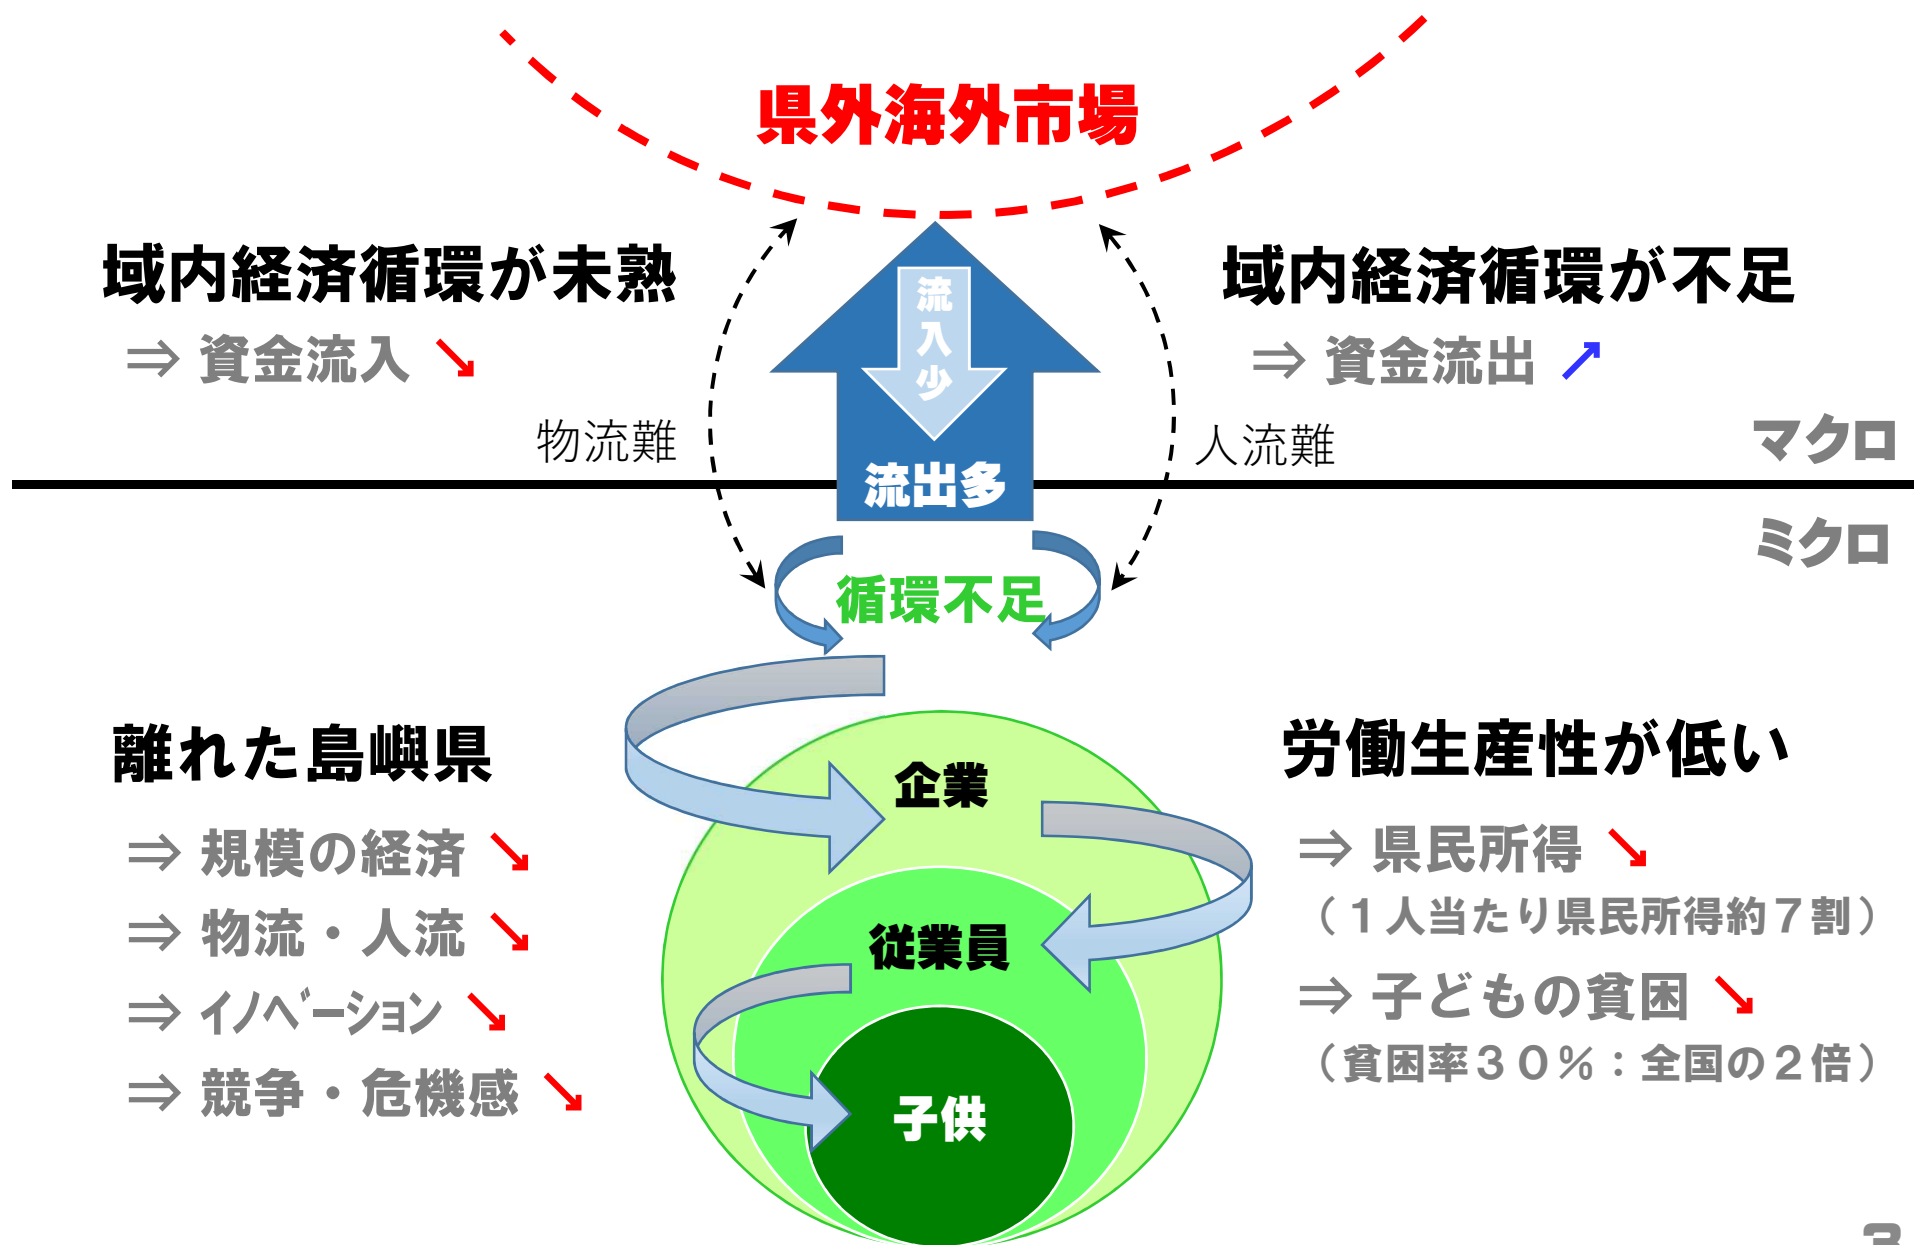 県外海外市場
域内経済循環が未熟
⇒ 資金流入 ↘
域内経済循環が不足
⇒ 資金流出 ↗
流入少
流出多
物流難
人流難
マクロ
ミクロ
循環不足
離れた島嶼県
⇒ 規模の経済 ↘
⇒ 物流・人流 ↘
⇒ イノベーション ↘
⇒ 競争・危機感 ↘
企業
従業員
子供
労働生産性が低い
⇒ 県民所得 ↘
（１人当たり県民所得約７割）
⇒ 子どもの貧困 ↘
（貧困率３０％：全国の２倍）
3